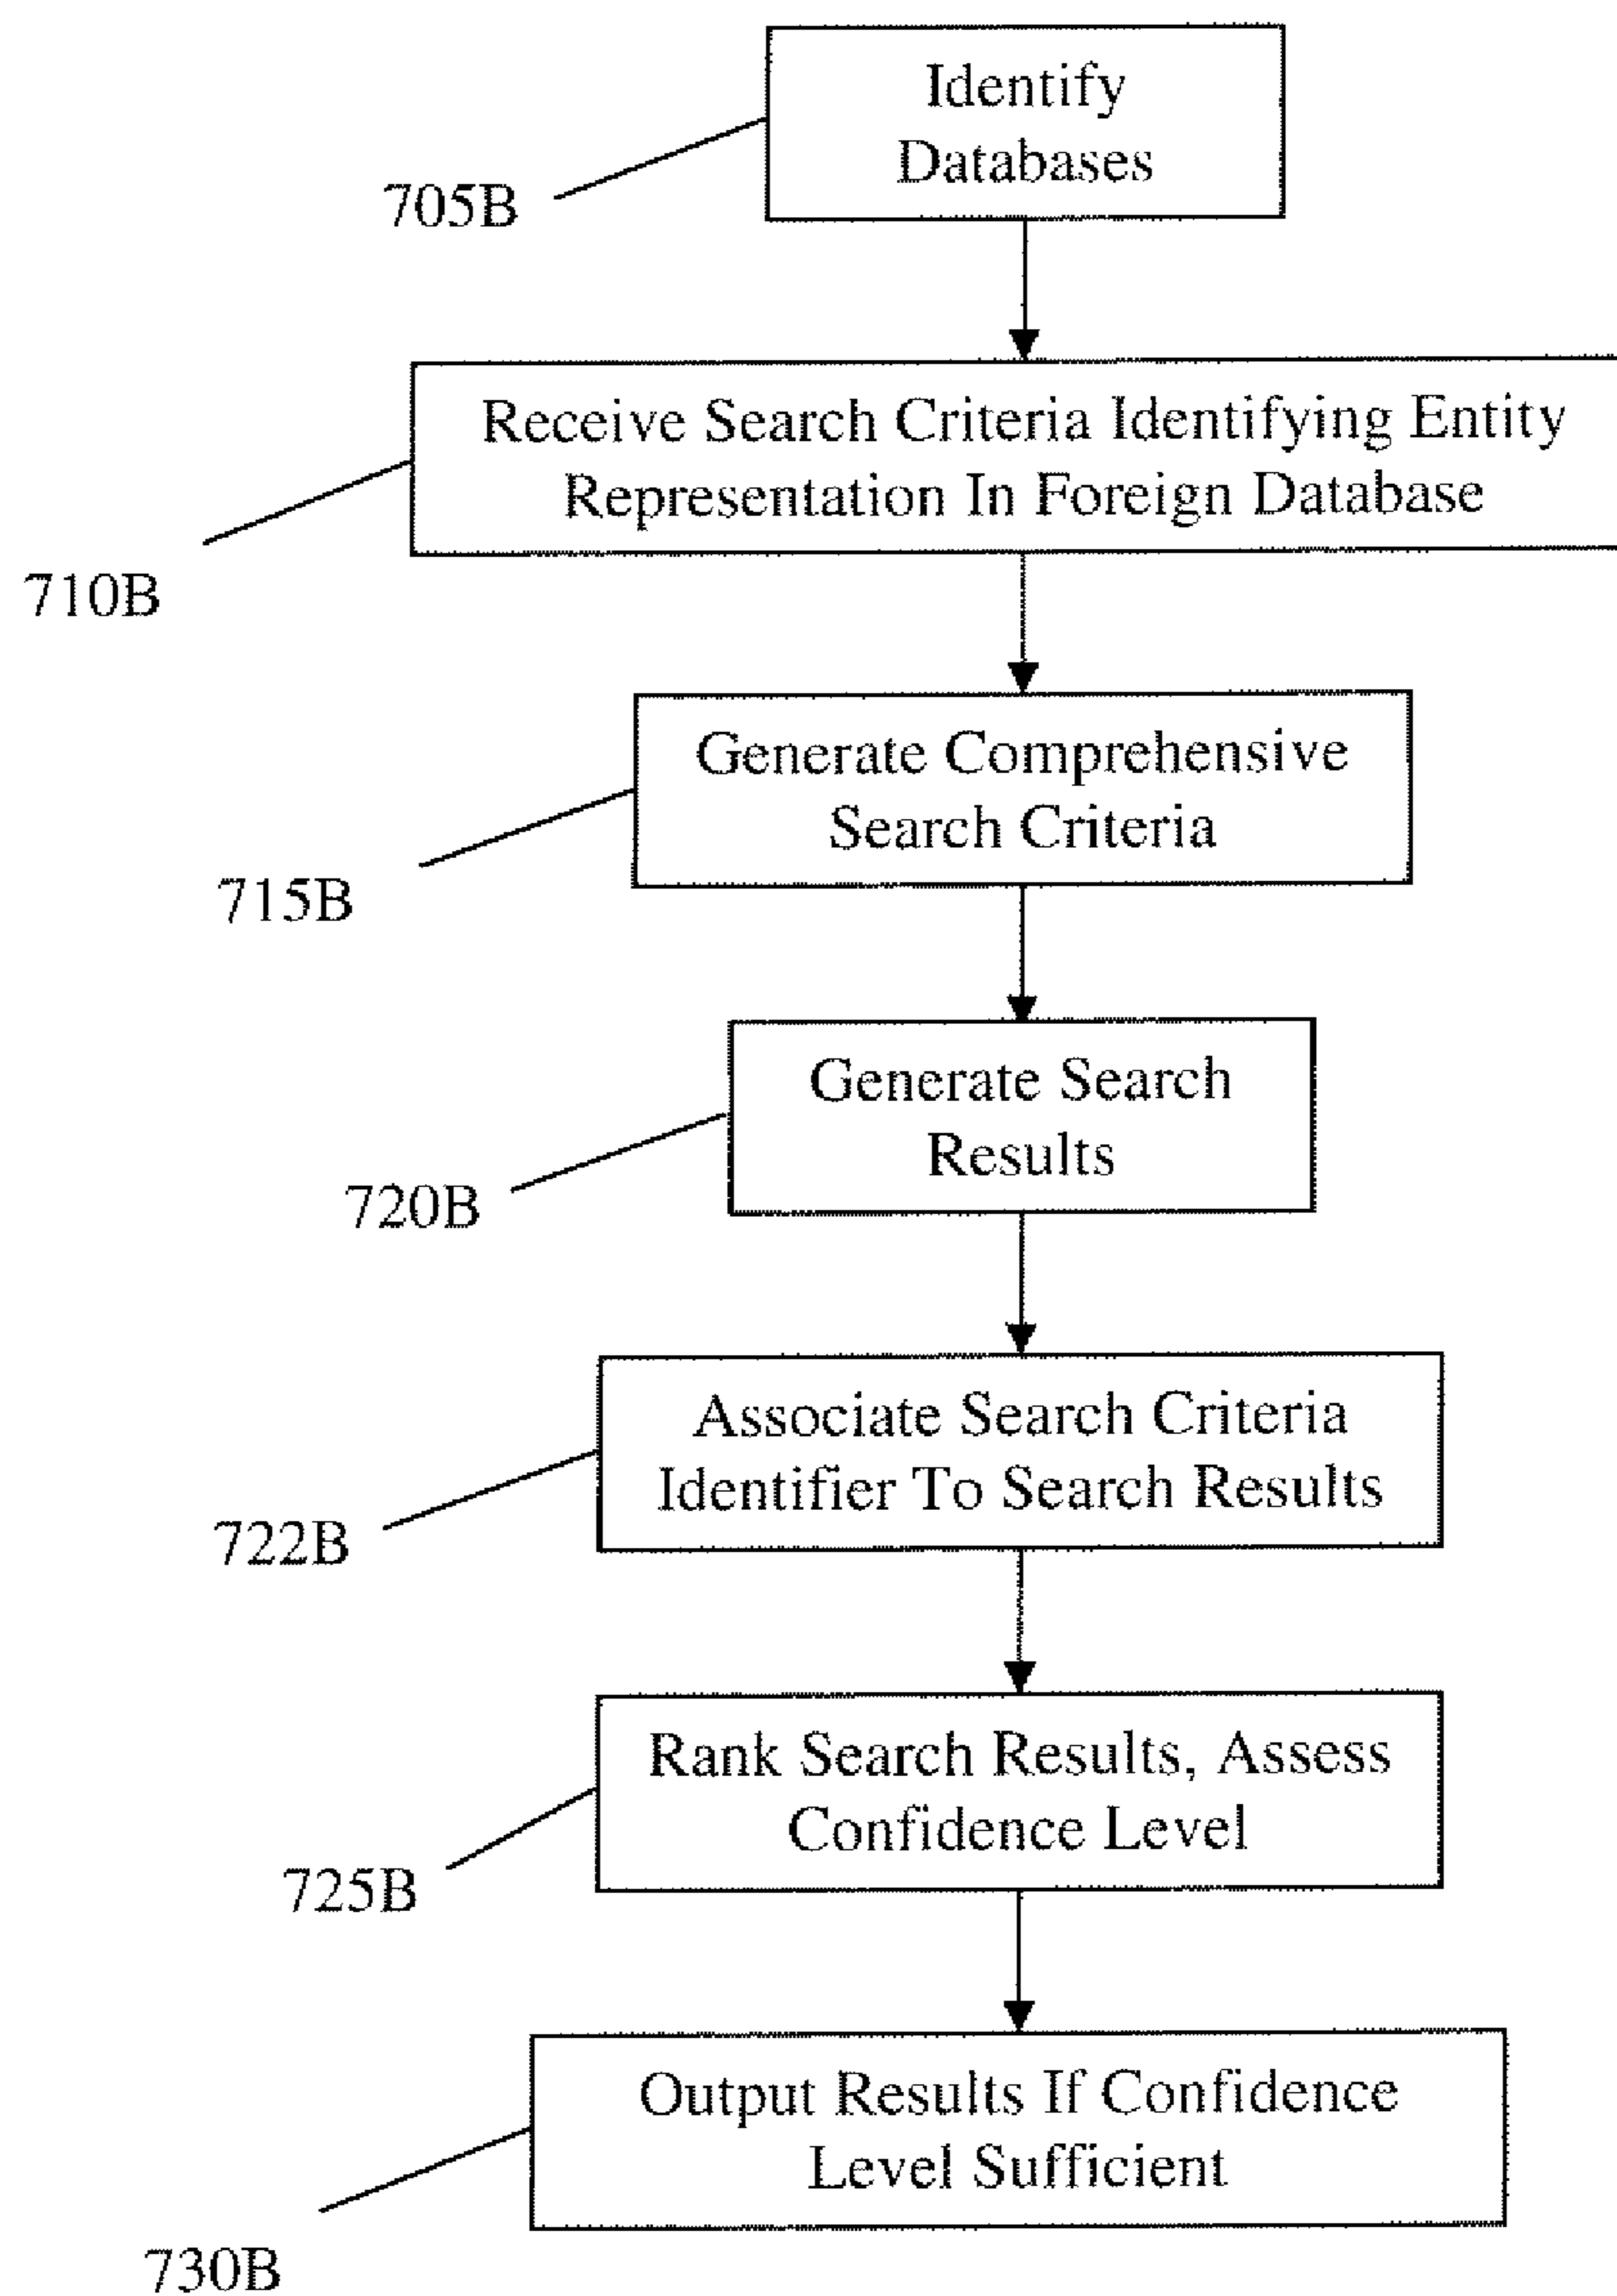 Identify
Databases
705B
Receive Search Criteria Identifying Entity
Representation In Foreign Database
710B
Generate Comprehensive
Search Criteria
715B
Generate Search
Results
720B
Associate Search Criteria
Identifier To Search Results
722B
Rank Search Results, Assess
Confidence Level
725B
Output Results If Confidence
Level Sufficient
730B